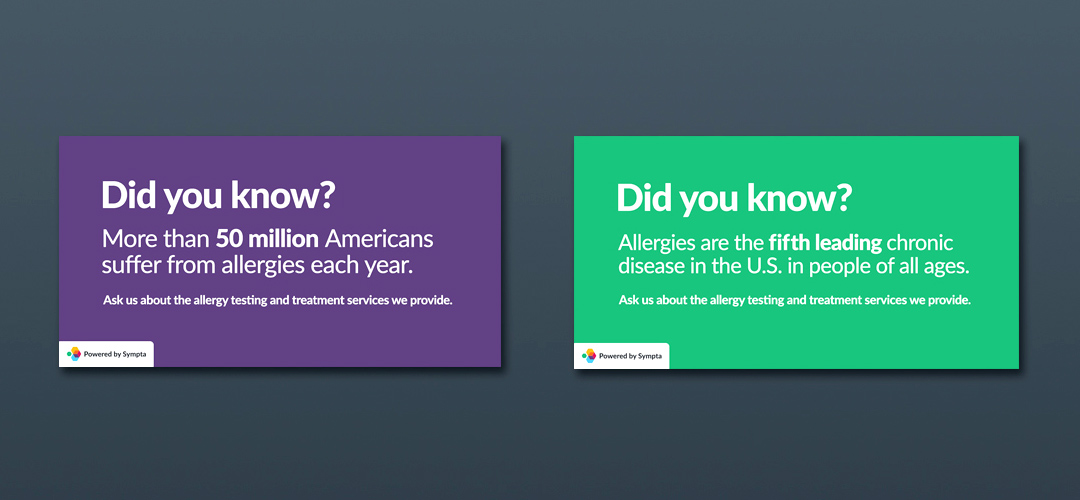 Did you know?
More than 50 million Americans
suffer from allergies each year.
Ask us about the allergy testing and treatment services we provide.
Powered by Sympta
Did you know?
Allergies are the fifth leading chronic
disease in the U.S. in people of all ages.
Ask us about the allergy testing and treatment services we provide.
Powered by Sympta